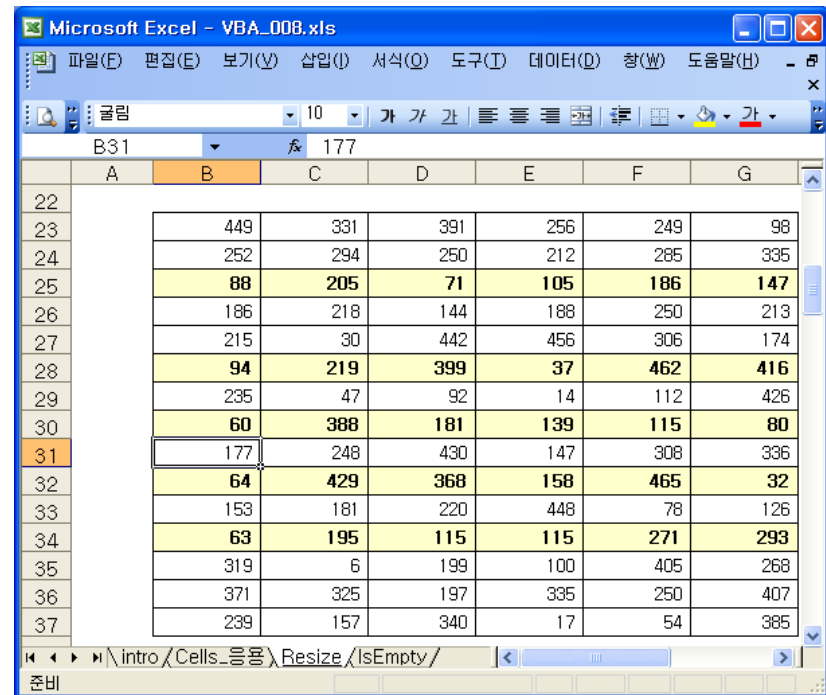 Microsoft Excel - VBA_008.xls
파일(F) 편집(E) 보기(V) 삽입(I) 서식(O) 도구(T) 데이터(D) 창(W) 도움말(H)
굴림 10 가 가 가 가
B31 fx 177
A B C D E F G
22
23 449 331 391 256 249 98
24 252 294 250 212 285 335
25 88 205 71 105 186 147
26 186 218 144 188 250 213
27 215 30 442 456 306 174
28 94 219 399 37 462 416
29 235 47 92 14 112 426
30 60 388 181 139 115 80
31 177 248 430 147 308 336
32 64 429 368 158 465 32
33 153 181 220 448 78 126
34 63 195 115 115 271 293
35 319 6 199 100 405 268
36 371 325 197 335 250 407
37 239 157 340 17 54 385
intro / Cells_응용 \ Resize / IsEmpty /
준비